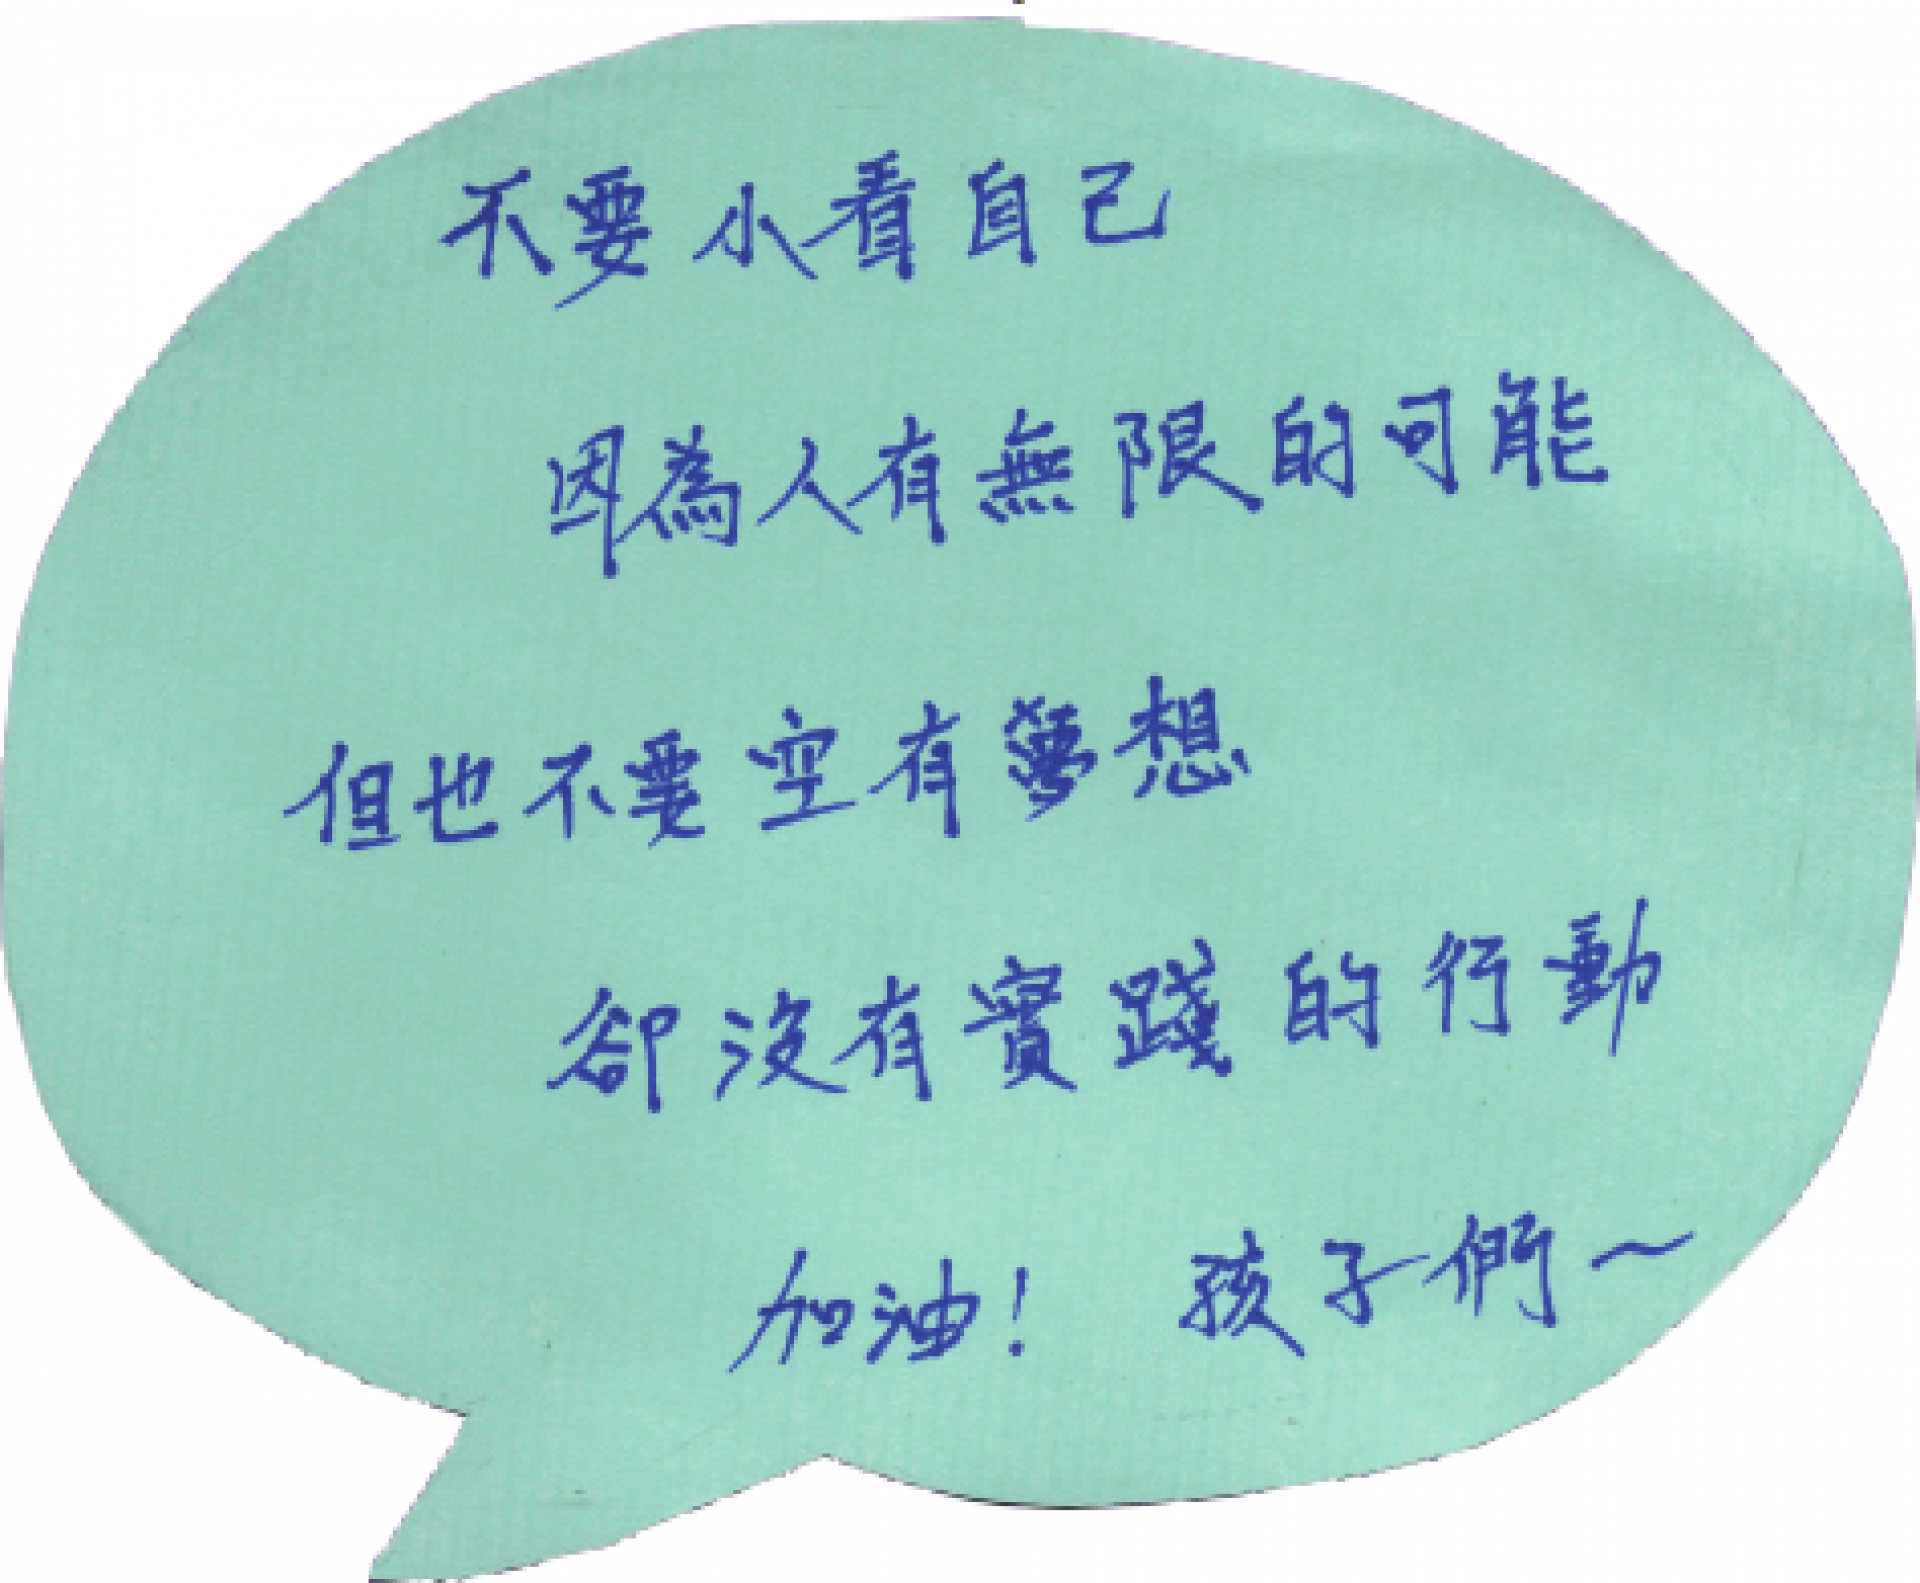 不要小看自己
因為人有無限的可能
但也不要空有夢想
卻沒有實踐的行動
加油！ 孩子們～